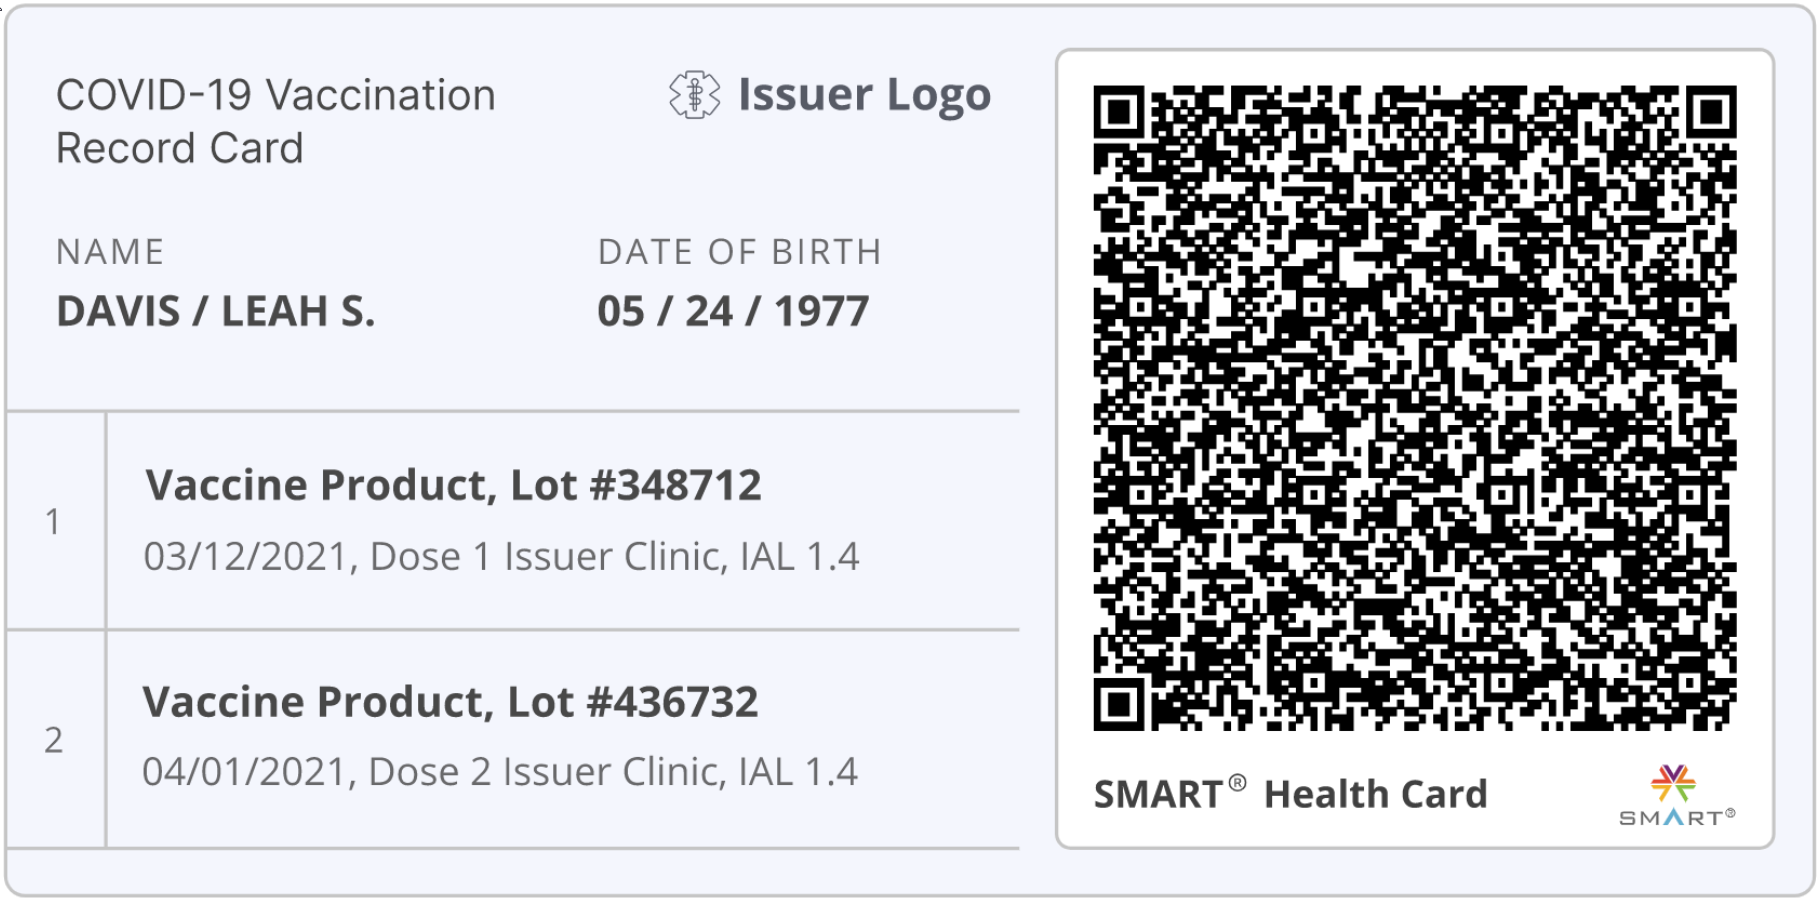 COVID-19 Vaccination
Record Card
Issuer Logo
NAME
DAVIS / LEAH S.
DATE OF BIRTH
05 / 24 / 1977
1
Vaccine Product, Lot #348712
03/12/2021, Dose 1 Issuer Clinic, IAL 1.4
2
Vaccine Product, Lot #436732
04/01/2021, Dose 2 Issuer Clinic, IAL 1.4
SMART® Health Card
SMART®